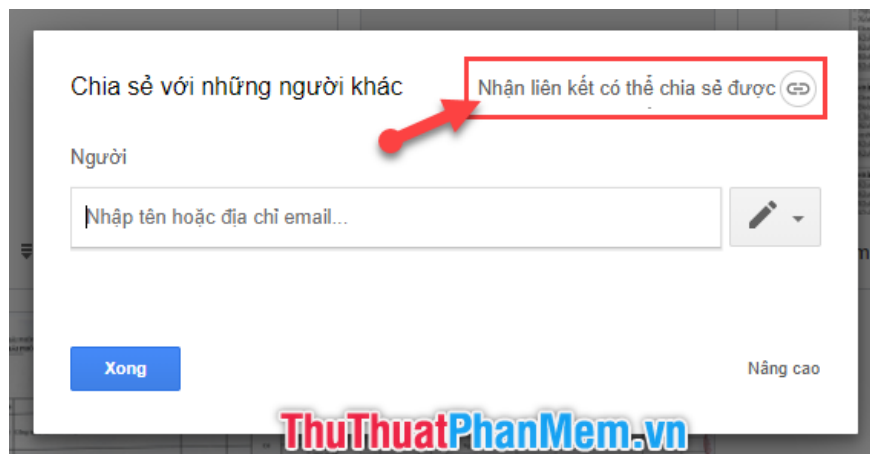 Chia sẻ với những người khác
Nhận liên kết có thể chia sẻ được
Người
Nhập tên hoặc địa chỉ email...
Xong
Nâng cao
ThuThuatPhanMem.vn